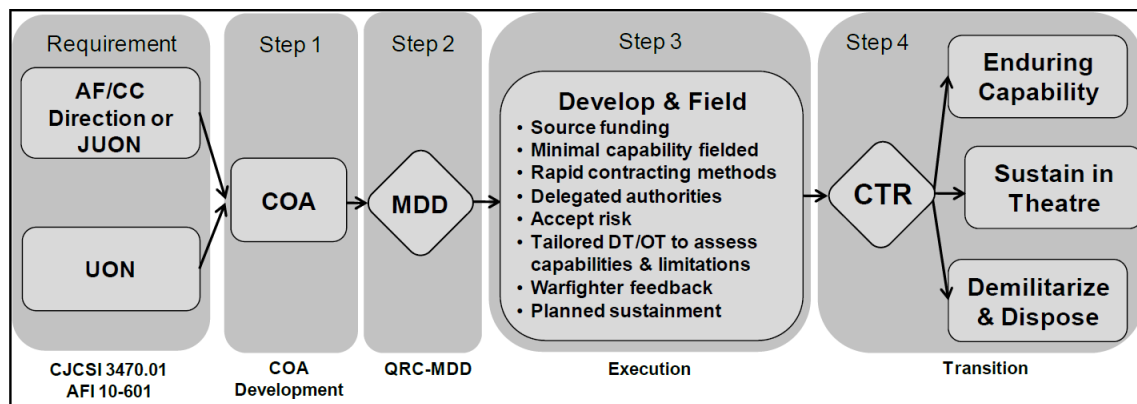 Requirement
AF/CC
Direction or
JUON
UON
CJCSI 3470.01
AFI 10-601
Step 1
COA
COA
Development
Step 2
MDD
QRC-MDD
Step 3
Develop & Field
• Source funding
• Minimal capability fielded
• Rapid contracting methods
• Delegated authorities
• Accept risk
• Tailored DT/OT to assess
capabilities & limitations
• Warfighter feedback
• Planned sustainment
Execution
Step 4
CTR
Enduring
Capability
Sustain in
Theatre
Demilitarize
& Dispose
Transition